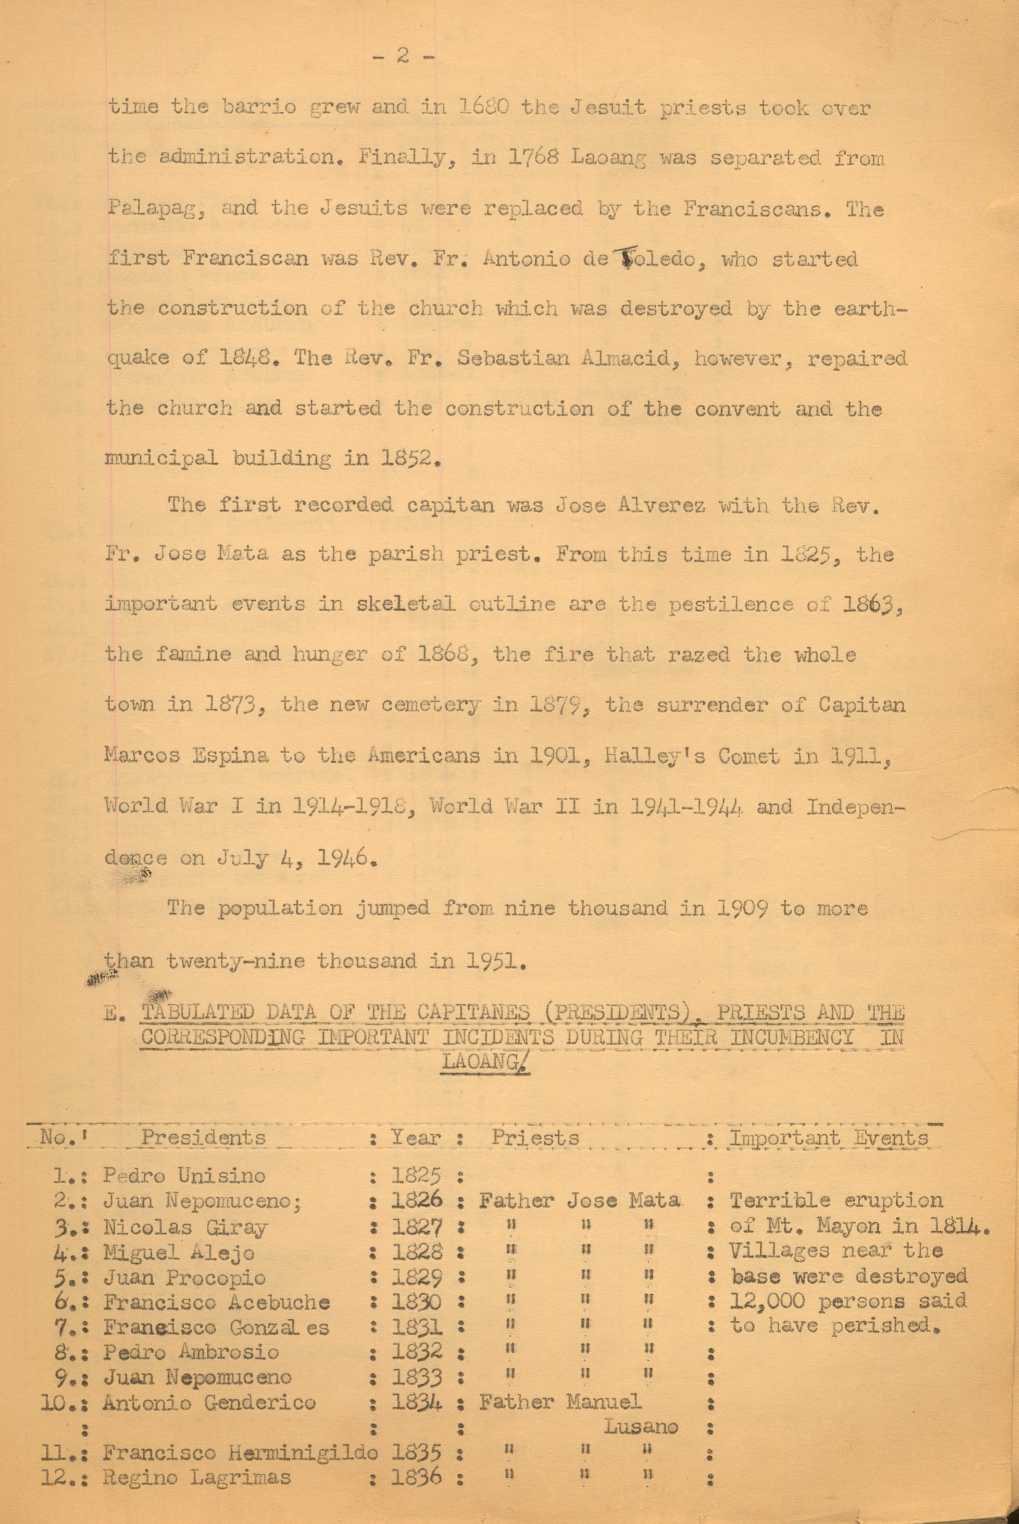 - 2 -
time the barrio grew and in 1680 the Jesuit priests took over
the administration. Finally, in 1768 Laoang was separated from
Palapag, and the Jesuits were replaced by the Franciscans. The
first Franciscan was Rev. Fr. Antonio de Toledo, who started
the construction of the church which was destroyed by the earth-
quake of 1848. The Rev. Fr. Sebastian Almacid, however, repaired
the church and started the construction of the convent and the
municipal building in 1852.
The first recorded capitan was Jose Alverez with the Rev.
Fr. Jose Mata as the parish priest. From this time in 1825, the
important events in skeletal outline are the pestilence of 1863,
the famine and hunger of 1868, the fire that razed the whole
town in 1873, the new cemetery in 1879, the surrender of Capitan
Marcos Espina to the Americans in 1901, Halley's Comet in 1911,
World War I in 1914-1918, World War II in 1941-1944 and Indepen-
dence on July 4, 1946.
The population jumped from nine thousand in 1909 to more
than twenty-nine thousand in 1951.
E. TABULATED DATA OF THE CAPITANES (PRESIDENTS), PRIESTS AND THE
CORRESPONDING IMPORTANT INCIDENTS DURING THEIR INCUMBENCY IN
LAOANG.
No.' Presidents : Year : Priests : Important Events
1.: Pedro Unisino : 1825 : :
2.: Juan Nepomuceno; : 1826 : Father Jose Mata : Terrible eruption
3.: Nicolas Giray : 1827 : " " " : of Mt. Mayon in 1814.
4.: Miguel Alejo : 1828 : " " " : Villages near the
5.: Juan Procopio : 1829 : " " " : base were destroyed
6.: Francisco Acebuche : 1830 : " " " : 12,000 persons said
7.: Francisco Gonzales : 1831 : " " " : to have perished.
8.: Pedro Ambrosio : 1832 : " " " :
9.: Juan Nepomuceno : 1833 : " " " :
10.: Antonio Genderico : 1834 : Father Manuel :
: : : Lusano :
11.: Francisco Herminigildo 1835 : " " " :
12.: Regino Lagrimas : 1836 : " " " :